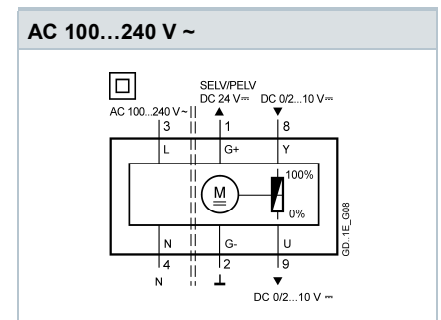 AC 100...240 V ~
SELV/PELV
DC 24 V⎓ DC 0/2...10 V⎓
AC 100...240 V~
3 1 8
L G+ Y
100%
M
0%
N G- U
4 2 9
N
DC 0/2...10 V ⎓
GD..1E_G08